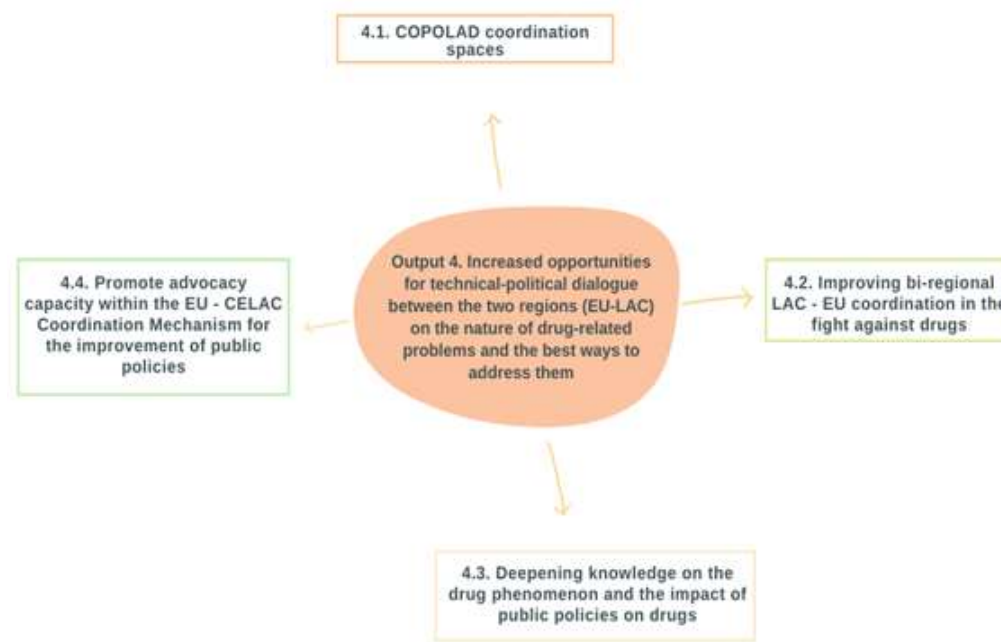 4.1. COPOLAD coordination
spaces
Output 4. Increased opportunities
for technical-political dialogue
between the two regions (EU-LAC)
on the nature of drug-related
problems and the best ways to
address them
4.4. Promote advocacy
capacity within the EU - CELAC
Coordination Mechanism for
the improvement of public
policies
4.2. Improving bi-regional
LAC - EU coordination in the
fight against drugs
4.3. Deepening knowledge on the
drug phenomenon and the impact of
public policies on drugs